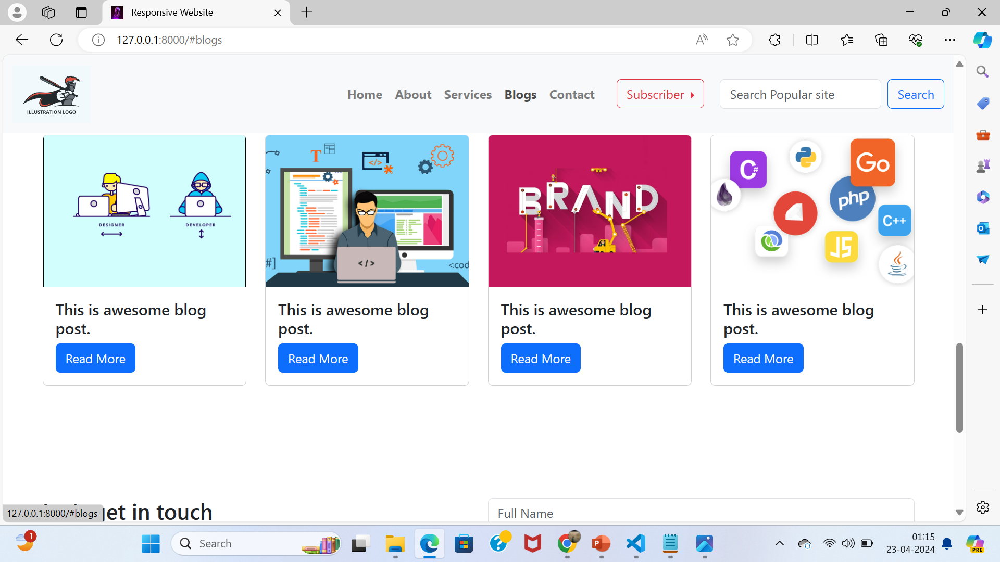 Responsive Website
127.0.0.1:8000/#blogs
ILLUSTRATION LOGO
Home About Services Blogs Contact Subscriber Search Popular site Search
DESIGNER
DEVELOPER
T
</>
#]
</>
<cod
BRAND
C#
Go
php
C++
JS
This is awesome blog
post.
Read More
This is awesome blog
post.
Read More
This is awesome blog
post.
Read More
This is awesome blog
post.
Read More
get in touch
Full Name
127.0.0.1:8000/#blogs
1
Search
P
01:15
23-04-2024
PRE